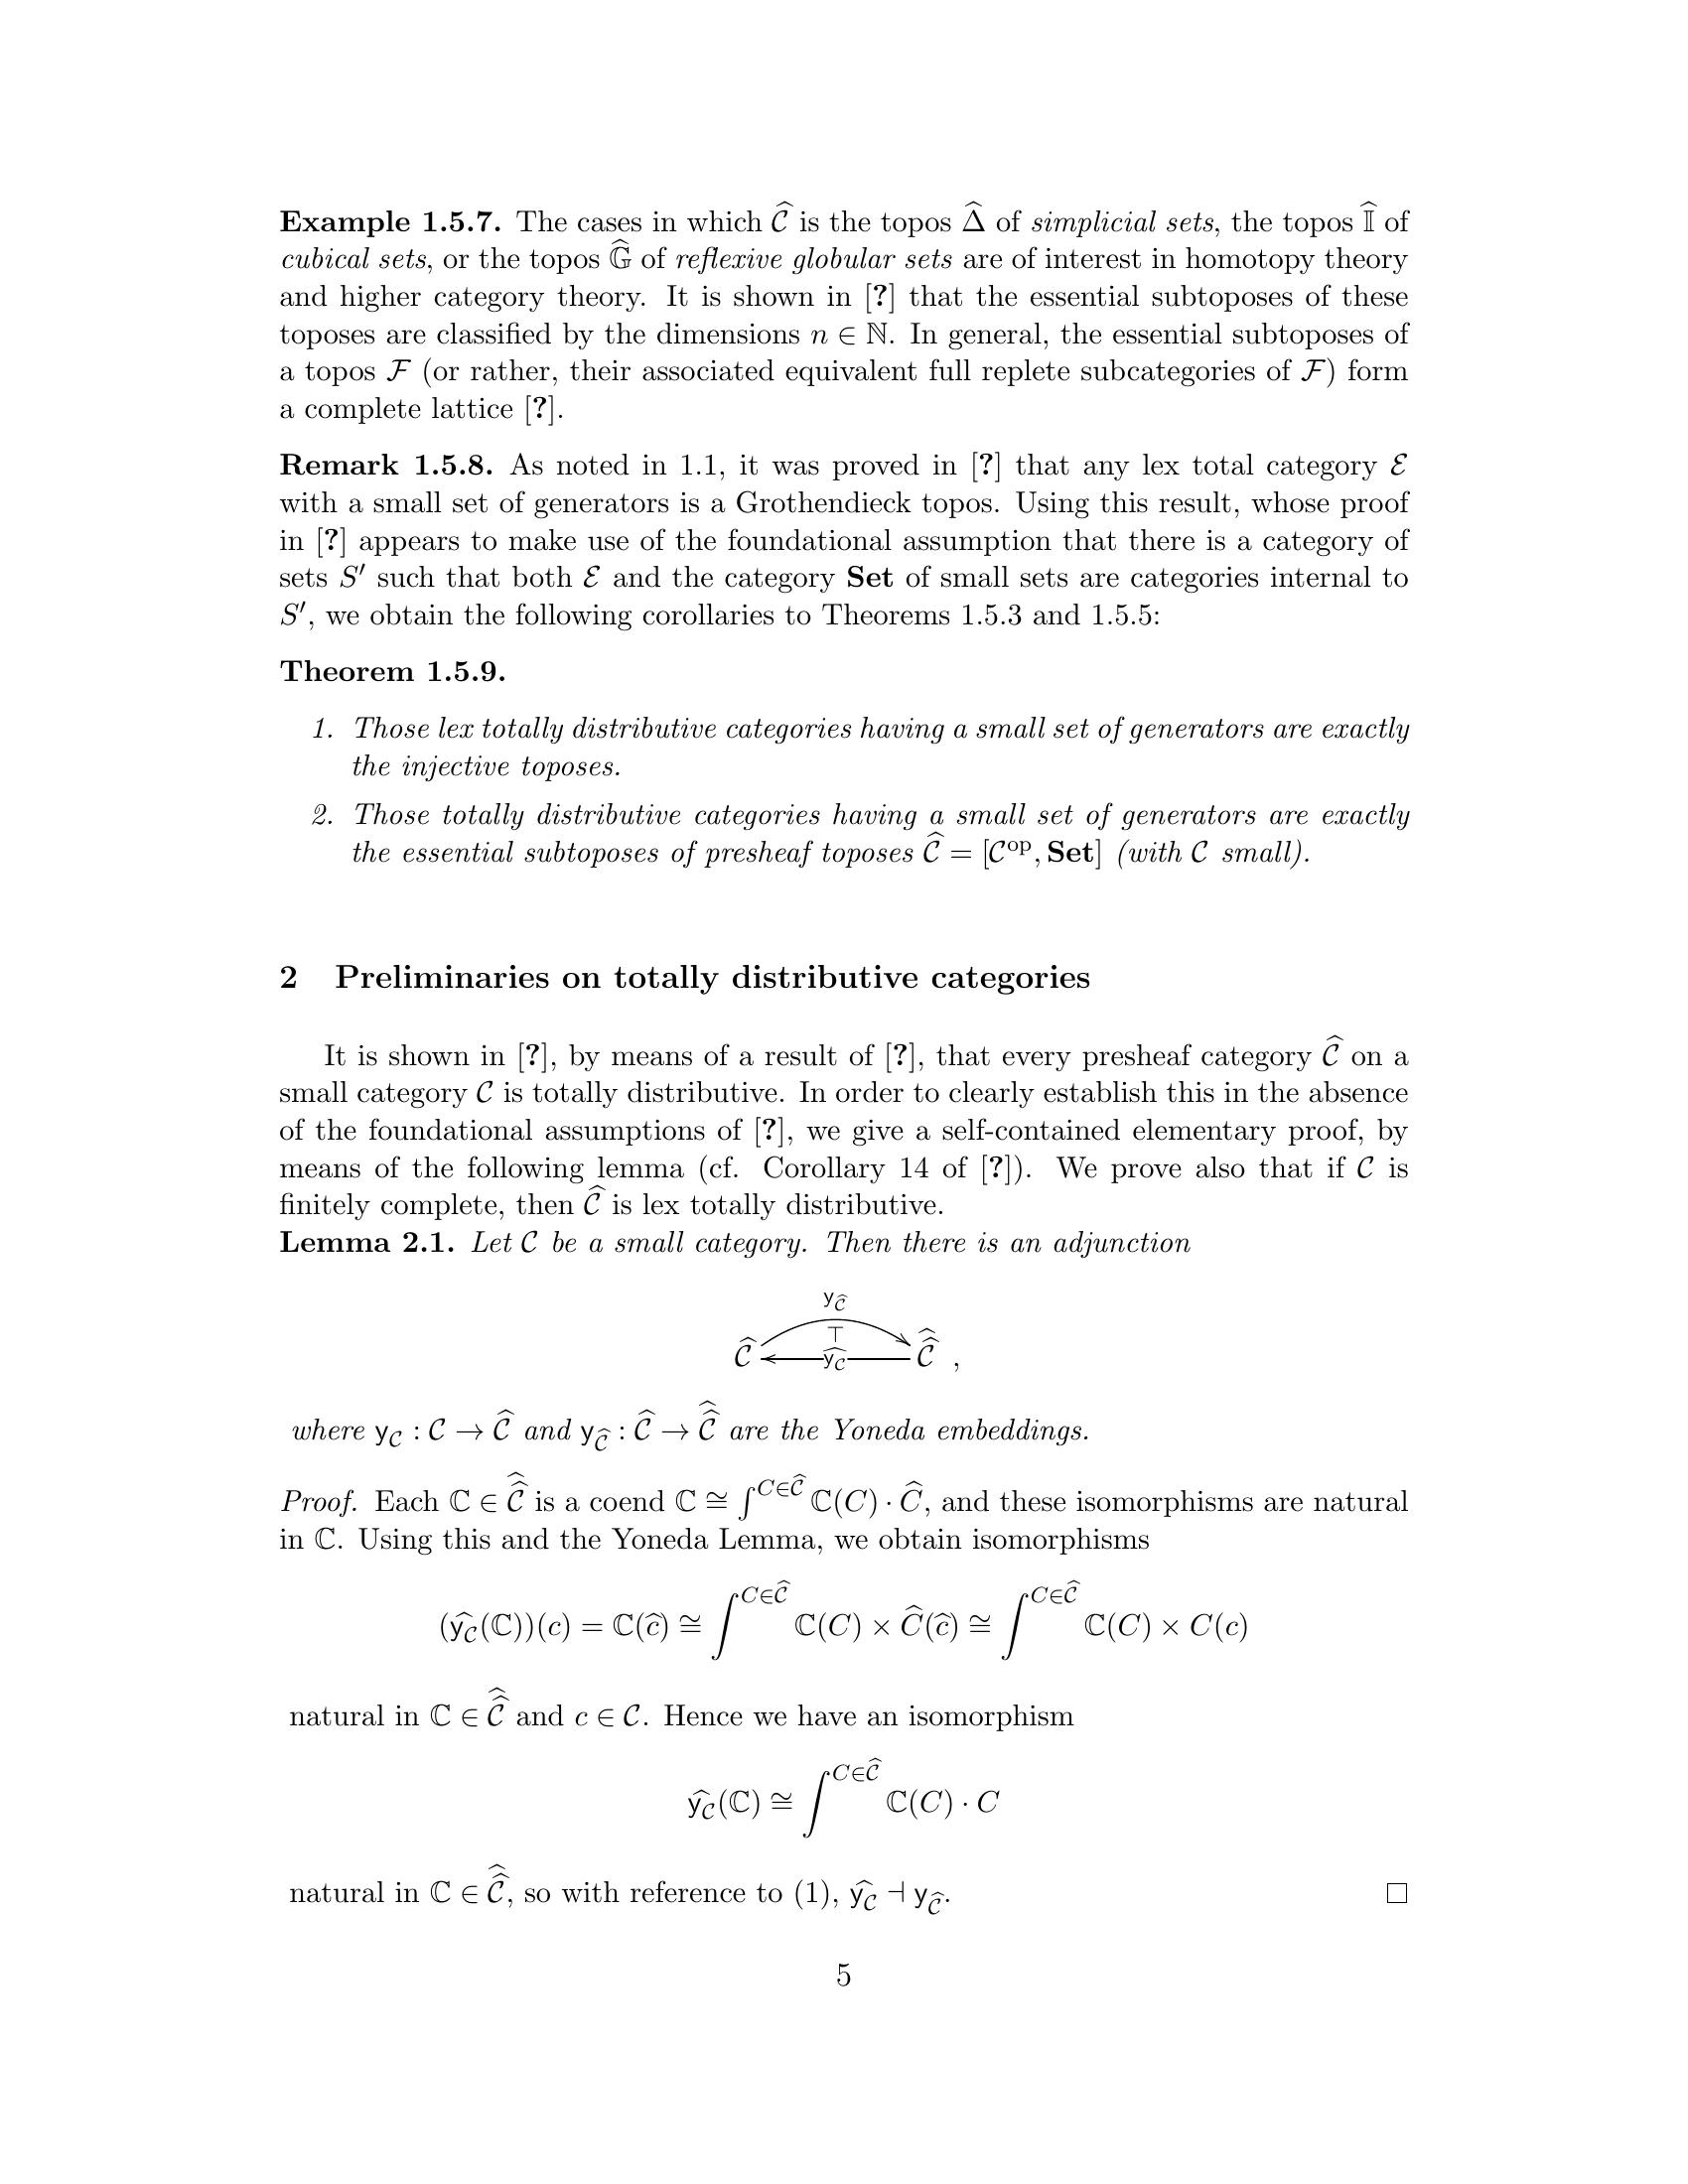 Example 1.5.7. The cases in which $\widehat{\mathcal{C}}$ is the topos $\widehat{\Delta}$ of simplicial sets, the topos $\widehat{\mathbb{I}}$ of
cubical sets, or the topos $\widehat{\mathbb{G}}$ of reflexive globular sets are of interest in homotopy theory
and higher category theory. It is shown in [?] that the essential subtoposes of these
toposes are classified by the dimensions $n \in \mathbb{N}$. In general, the essential subtoposes of
a topos $\mathcal{F}$ (or rather, their associated equivalent full replete subcategories of $\mathcal{F}$) form
a complete lattice [?].
Remark 1.5.8. As noted in 1.1, it was proved in [?] that any lex total category $\mathcal{E}$
with a small set of generators is a Grothendieck topos. Using this result, whose proof
in [?] appears to make use of the foundational assumption that there is a category of
sets $S'$ such that both $\mathcal{E}$ and the category Set of small sets are categories internal to
$S'$, we obtain the following corollaries to Theorems 1.5.3 and 1.5.5:
Theorem 1.5.9.
1. Those lex totally distributive categories having a small set of generators are exactly
the injective toposes.
2. Those totally distributive categories having a small set of generators are exactly
the essential subtoposes of presheaf toposes $\widehat{\mathcal{C}} = [\mathcal{C}^{\mathrm{op}}, \mathbf{Set}]$ (with $\mathcal{C}$ small).
2 Preliminaries on totally distributive categories
It is shown in [?], by means of a result of [?], that every presheaf category $\widehat{\mathcal{C}}$ on a
small category $\mathcal{C}$ is totally distributive. In order to clearly establish this in the absence
of the foundational assumptions of [?], we give a self-contained elementary proof, by
means of the following lemma (cf. Corollary 14 of [?]). We prove also that if $\mathcal{C}$ is
finitely complete, then $\widehat{\mathcal{C}}$ is lex totally distributive.
Lemma 2.1. Let $\mathcal{C}$ be a small category. Then there is an adjunction
$\mathsf{y}_{\widehat{\mathcal{C}}}$
$\top$
$\widehat{\mathcal{C}}$ $\widehat{\mathsf{y}_{\mathcal{C}}}$ $\widehat{\widehat{\mathcal{C}}}$ ,
where $\mathsf{y}_{\mathcal{C}} : \mathcal{C} \to \widehat{\mathcal{C}}$ and $\mathsf{y}_{\widehat{\mathcal{C}}} : \widehat{\mathcal{C}} \to \widehat{\widehat{\mathcal{C}}}$ are the Yoneda embeddings.
Proof. Each $\mathbb{C} \in \widehat{\widehat{\mathcal{C}}}$ is a coend $\mathbb{C} \cong \int^{C \in \widehat{\mathcal{C}}} \mathbb{C}(C) \cdot \widehat{C}$, and these isomorphisms are natural
in $\mathbb{C}$. Using this and the Yoneda Lemma, we obtain isomorphisms
$(\widehat{\mathsf{y}_{\mathcal{C}}}(\mathbb{C}))(c) = \mathbb{C}(\widehat{c}) \cong \int^{C \in \widehat{\mathcal{C}}} \mathbb{C}(C) \times \widehat{C}(\widehat{c}) \cong \int^{C \in \widehat{\mathcal{C}}} \mathbb{C}(C) \times C(c)$
natural in $\mathbb{C} \in \widehat{\widehat{\mathcal{C}}}$ and $c \in \mathcal{C}$. Hence we have an isomorphism
$\widehat{\mathsf{y}_{\mathcal{C}}}(\mathbb{C}) \cong \int^{C \in \widehat{\mathcal{C}}} \mathbb{C}(C) \cdot C$
natural in $\mathbb{C} \in \widehat{\widehat{\mathcal{C}}}$, so with reference to (1), $\widehat{\mathsf{y}_{\mathcal{C}}} \dashv \mathsf{y}_{\widehat{\mathcal{C}}}$. □
5